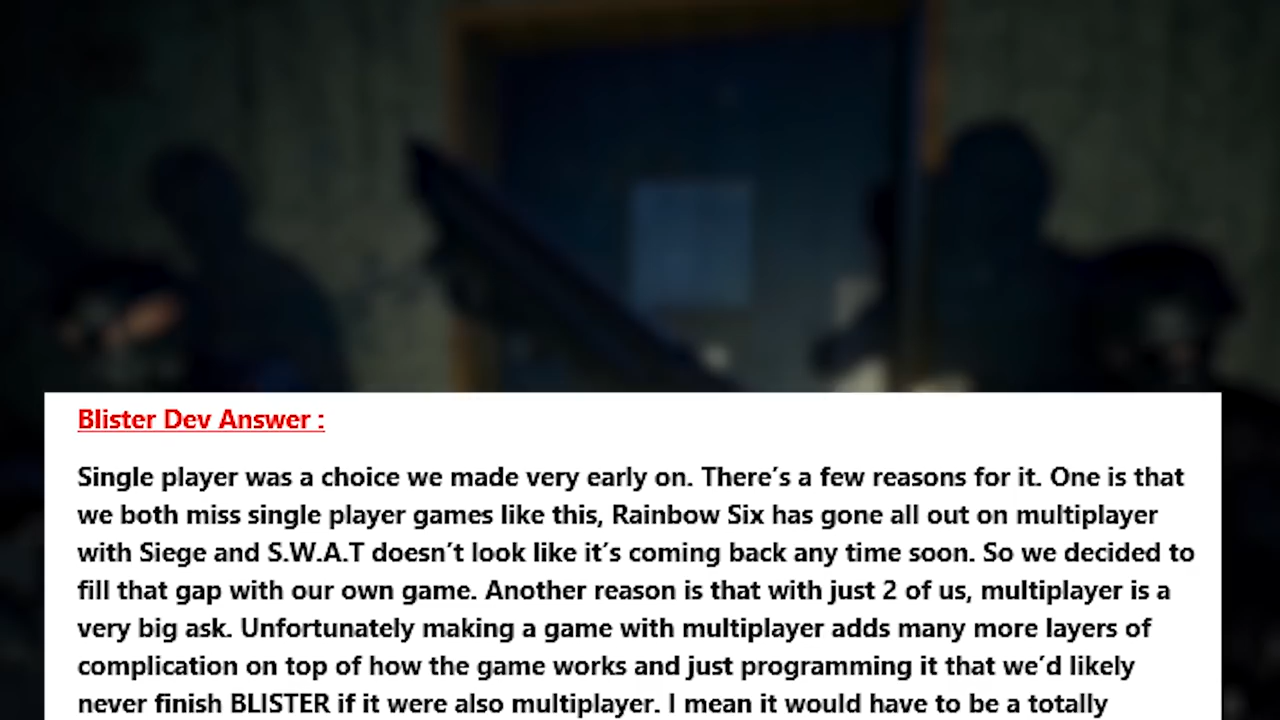 Blister Dev Answer :
Single player was a choice we made very early on. There’s a few reasons for it. One is that
we both miss single player games like this, Rainbow Six has gone all out on multiplayer
with Siege and S.W.A.T doesn’t look like it’s coming back any time soon. So we decided to
fill that gap with our own game. Another reason is that with just 2 of us, multiplayer is a
very big ask. Unfortunately making a game with multiplayer adds many more layers of
complication on top of how the game works and just programming it that we’d likely
never finish BLISTER if it were also multiplayer. I mean it would have to be a totally